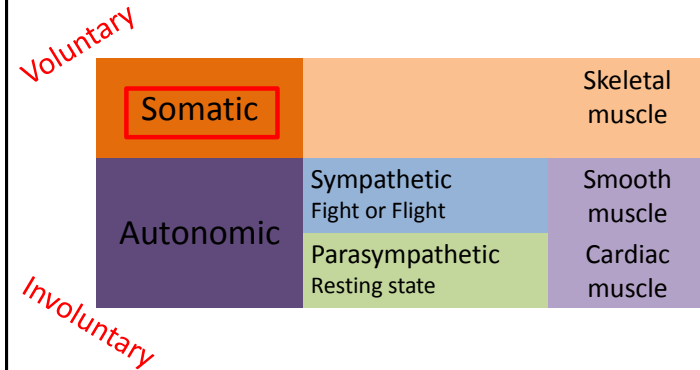 Voluntary
Somatic
Skeletal
muscle
Autonomic
Sympathetic
Fight or Flight
Parasympathetic
Resting state
Smooth
muscle
Cardiac
muscle
Involuntary